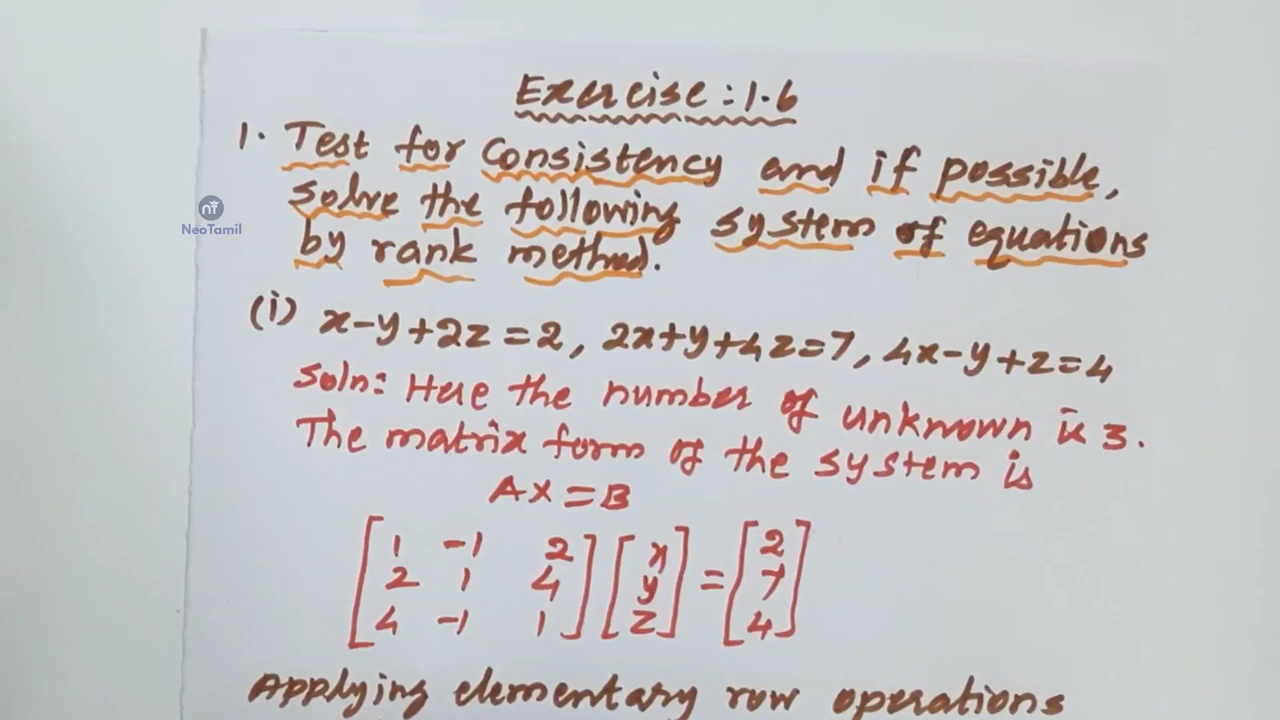 Exercise: 1.6
1. Test for Consistency and if possible,
solve the following system of equations
by rank method.
NeoTamil
(i) x-y+2z=2, 2x+y+4z=7, 4x-y+z=4
Soln: Here the number of unknown is 3.
The matrix form of the system is
AX=B
[1 -1 2] [x] = [2]
[2 1 4] [y] = [7]
[4 -1 1] [z] = [4]
Applying elementary row operations